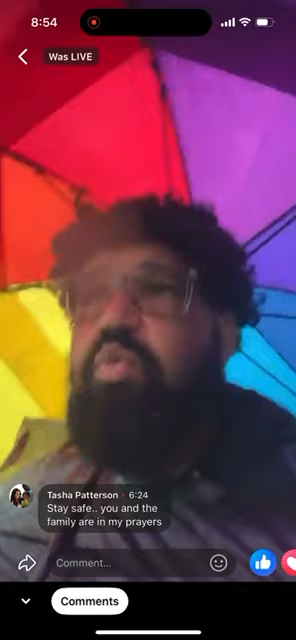 8:54
Was LIVE
Tasha Patterson · 6:24
Stay safe.. you and the
family are in my prayers
Comment...
Comments